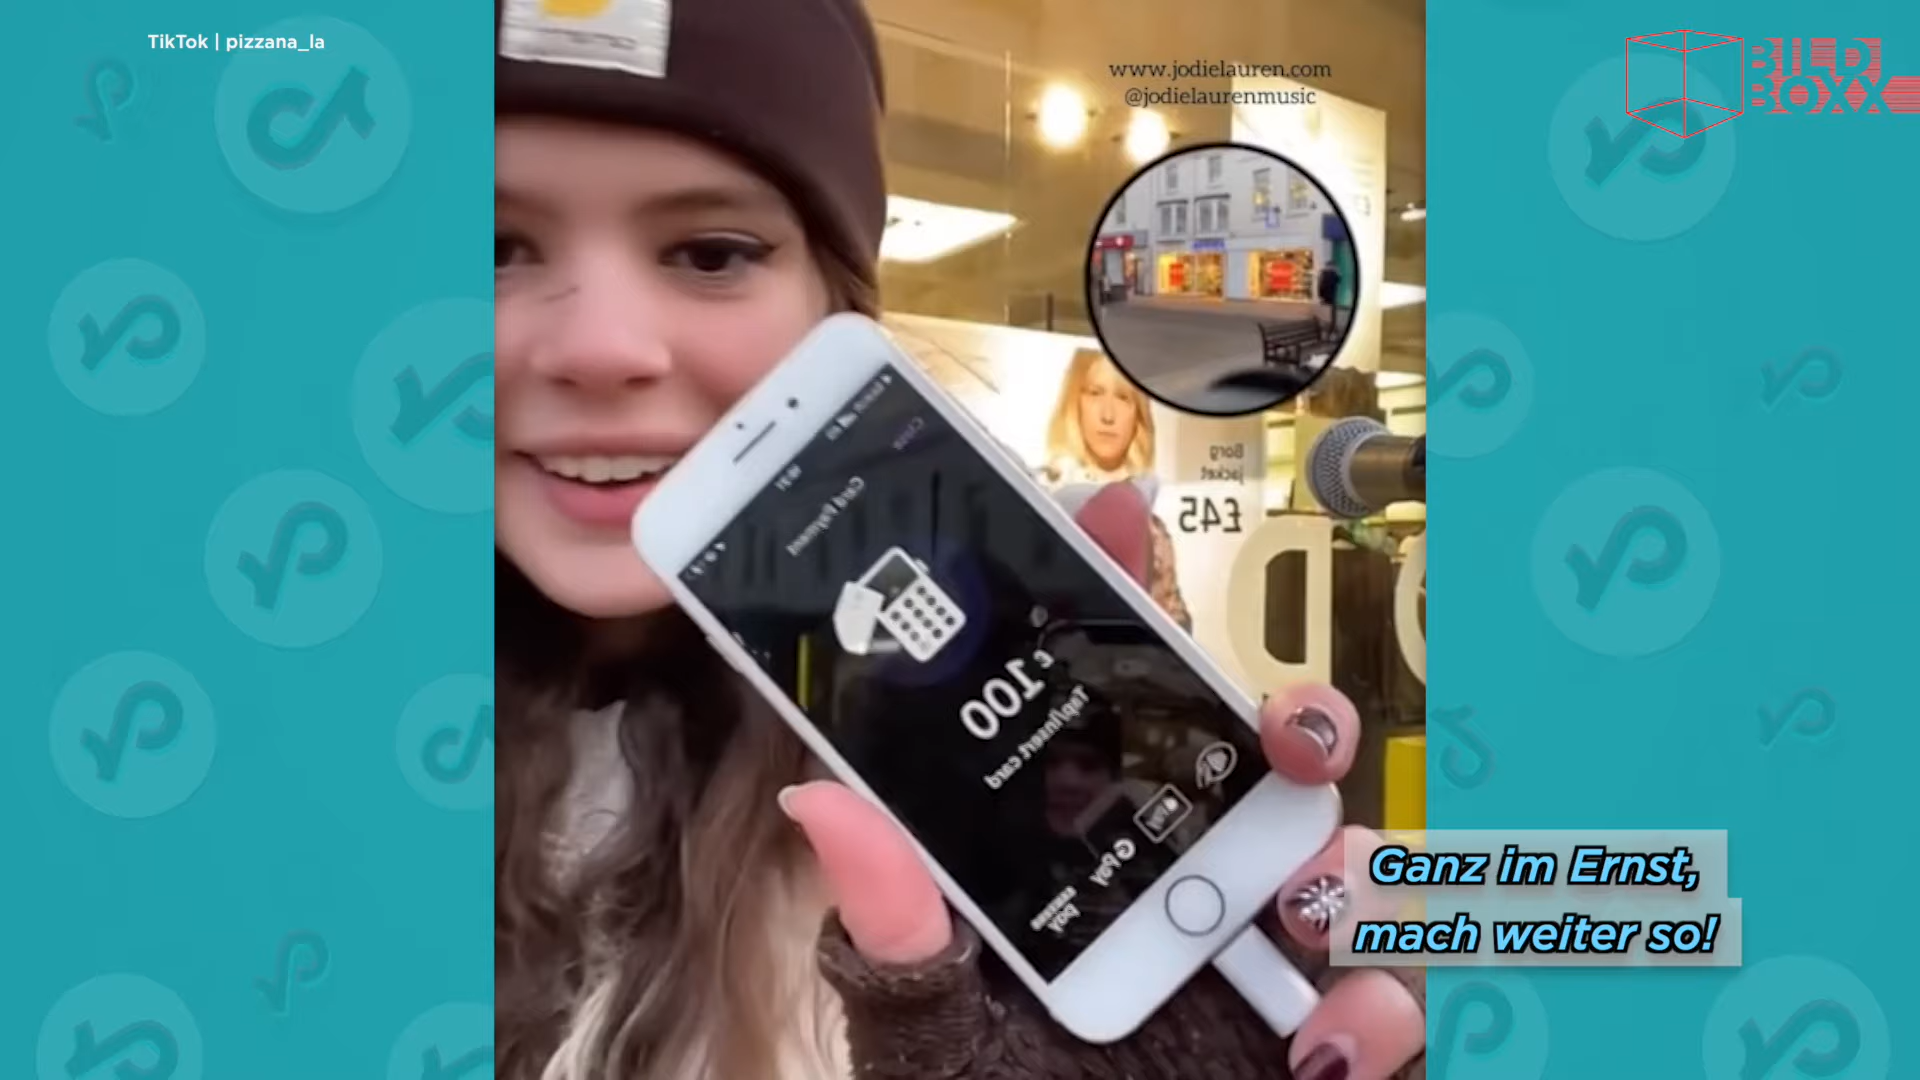 TikTok | pizzana_la
BILD
BOXX
www.jodielauren.com
@jodielaurenmusic
Borg
jacket
£45
Close
Card Payment
£ 100
Tap/insert card
G Pay
pay
Ganz im Ernst,
mach weiter so!